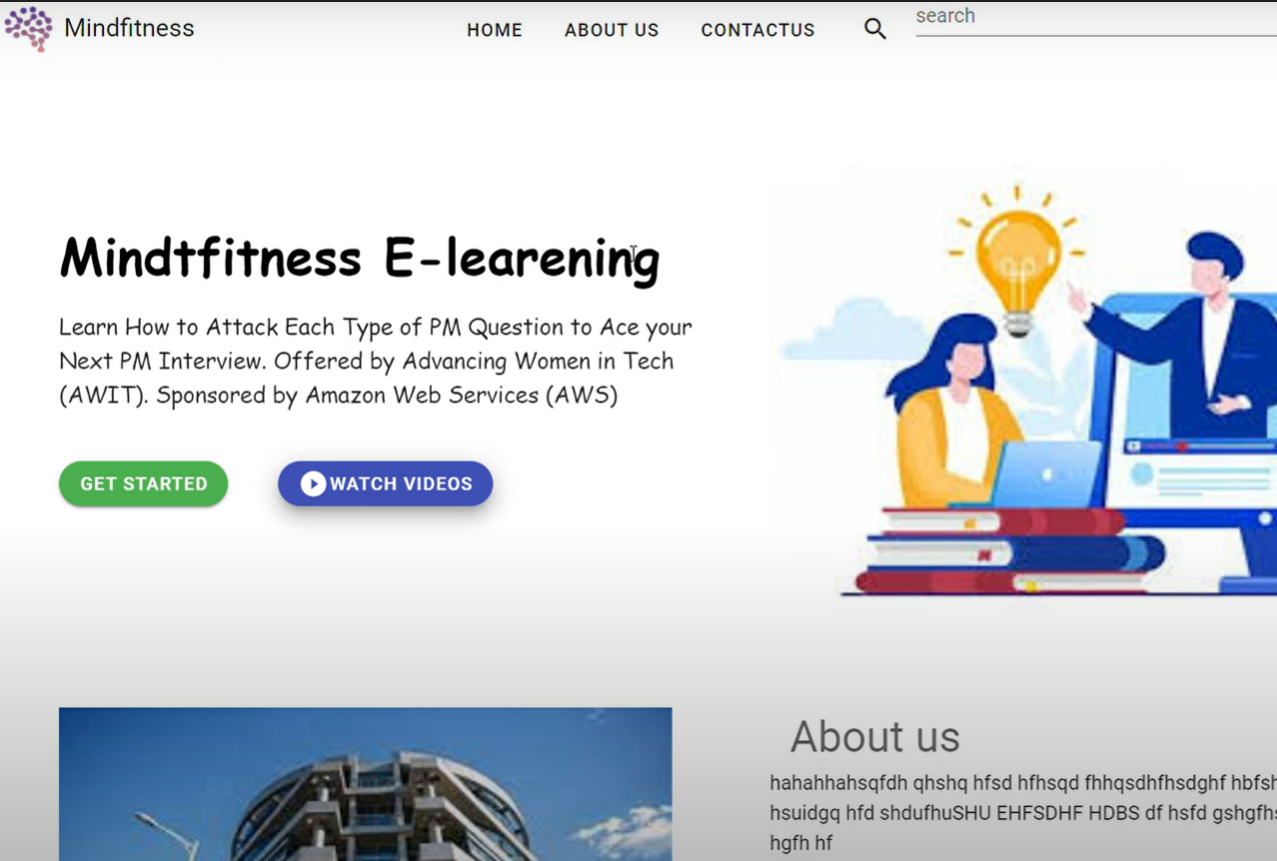 Mindfitness
HOME
ABOUT US
CONTACTUS
search
Mindtfitness E-learening
Learn How to Attack Each Type of PM Question to Ace your
Next PM Interview. Offered by Advancing Women in Tech
(AWIT). Sponsored by Amazon Web Services (AWS)
GET STARTED
WATCH VIDEOS
About us
hahahhahsqfdh qhshq hfsd hfhsqd fhhqsdhfhsdghf
hsuidgq hfd shdufhuSHU EHFSDHF HDBS df hsfd
hgfh hf